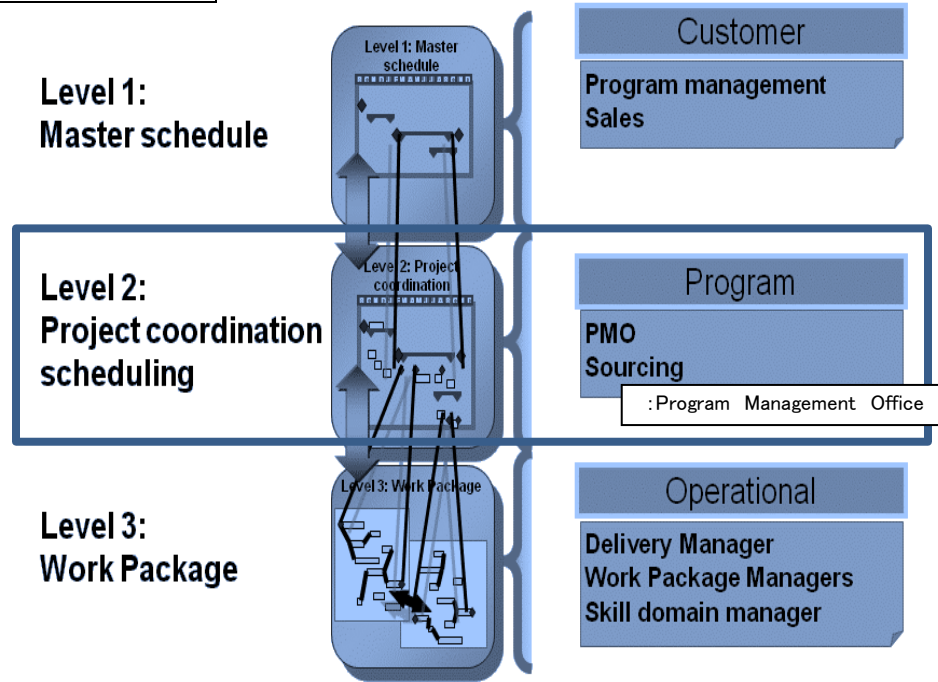 Level 1: Master
schedule
Customer
Level 1:
Master schedule
Program management
Sales
Level 2: Project
coordination
Program
Level 2:
Project coordination
scheduling
PMO
Sourcing
:Program Management Office
Level 3: Work Package
Operational
Level 3:
Work Package
Delivery Manager
Work Package Managers
Skill domain manager